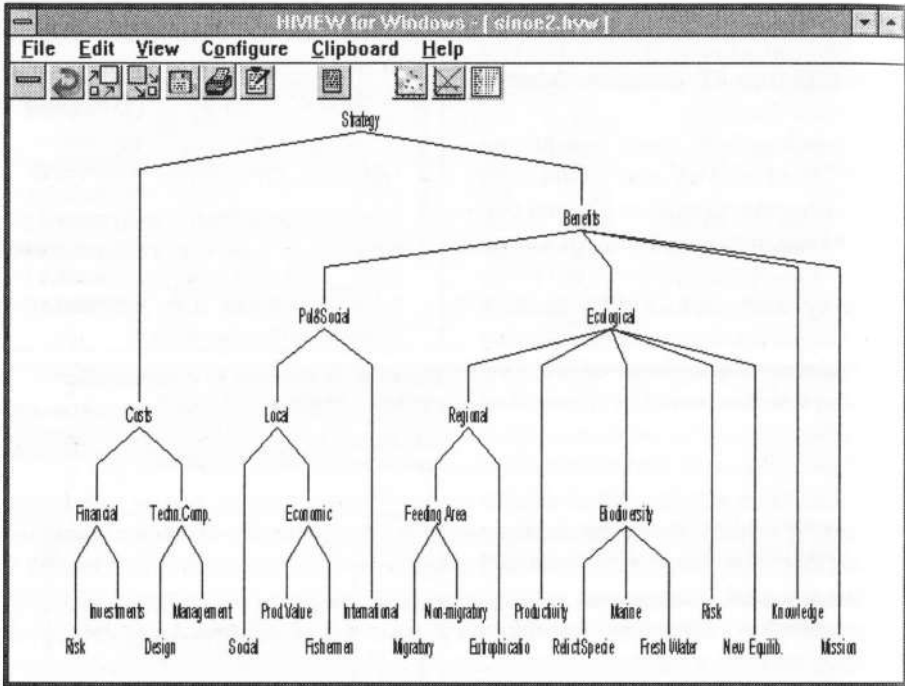 HIVIEW for Windows - [ sinoe2.hvw ]
File Edit View Configure Clipboard Help
Strategy
Benefits
Pol&Social Ecological
Costs Local Regional
Financial Techn.Comp. Economic Feeding Area Biodiversity
Investments Management Prod.Value International Non-migratory Productivity Marine Risk Knowledge
Risk Design Social Fishermen Migratory Eutrophicatio RelictSpecie Fresh Water New Equilib. Mission